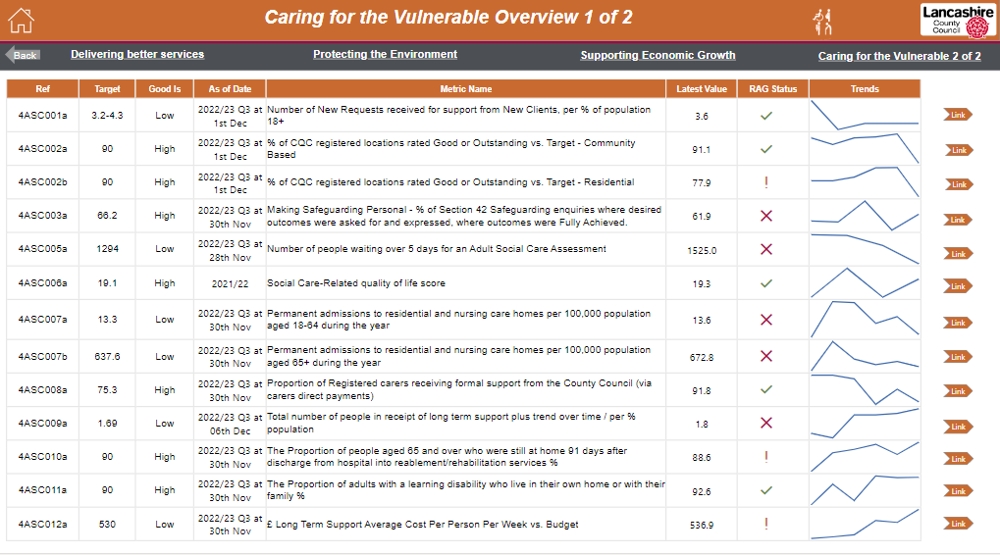 Caring for the Vulnerable Overview 1 of 2
Lancashire
County
Council
Back
Delivering better services
Protecting the Environment
Supporting Economic Growth
Caring for the Vulnerable 2 of 2
Ref Target Good Is As of Date Metric Name Latest Value RAG Status Trends
4ASC001a 3.2-4.3 Low 2022/23 Q3 at 1st Dec Number of New Requests received for support from New Clients, per % of population 18+ 3.6 Link
4ASC002a 90 High 2022/23 Q3 at 1st Dec % of CQC registered locations rated Good or Outstanding vs. Target - Community Based 91.1 Link
4ASC002b 90 High 2022/23 Q3 at 1st Dec % of CQC registered locations rated Good or Outstanding vs. Target - Residential 77.9 Link
4ASC003a 66.2 High 2022/23 Q3 at 30th Nov Making Safeguarding Personal - % of Section 42 Safeguarding enquiries where desired outcomes were asked for and expressed, where outcomes were Fully Achieved. 61.9 Link
4ASC005a 1294 Low 2022/23 Q3 at 28th Nov Number of people waiting over 5 days for an Adult Social Care Assessment 1525.0 Link
4ASC006a 19.1 High 2021/22 Social Care-Related quality of life score 19.3 Link
4ASC007a 13.3 Low 2022/23 Q3 at 30th Nov Permanent admissions to residential and nursing care homes per 100,000 population aged 18-64 during the year 13.6 Link
4ASC007b 637.6 Low 2022/23 Q3 at 30th Nov Permanent admissions to residential and nursing care homes per 100,000 population aged 65+ during the year 672.8 Link
4ASC008a 75.3 High 2022/23 Q3 at 30th Nov Proportion of Registered carers receiving formal support from the County Council (via carers direct payments) 91.8 Link
4ASC009a 1.69 Low 2022/23 Q3 at 06th Dec Total number of people in receipt of long term support plus trend over time / per % population 1.8 Link
4ASC010a 90 High 2022/23 Q3 at 30th Nov The Proportion of people aged 65 and over who were still at home 91 days after discharge from hospital into reablement/rehabilitation services % 88.6 Link
4ASC011a 90 High 2022/23 Q3 at 30th Nov The Proportion of adults with a learning disability who live in their own home or with their family % 92.6 Link
4ASC012a 530 Low 2022/23 Q3 at 30th Nov £ Long Term Support Average Cost Per Person Per Week vs. Budget 536.9 Link